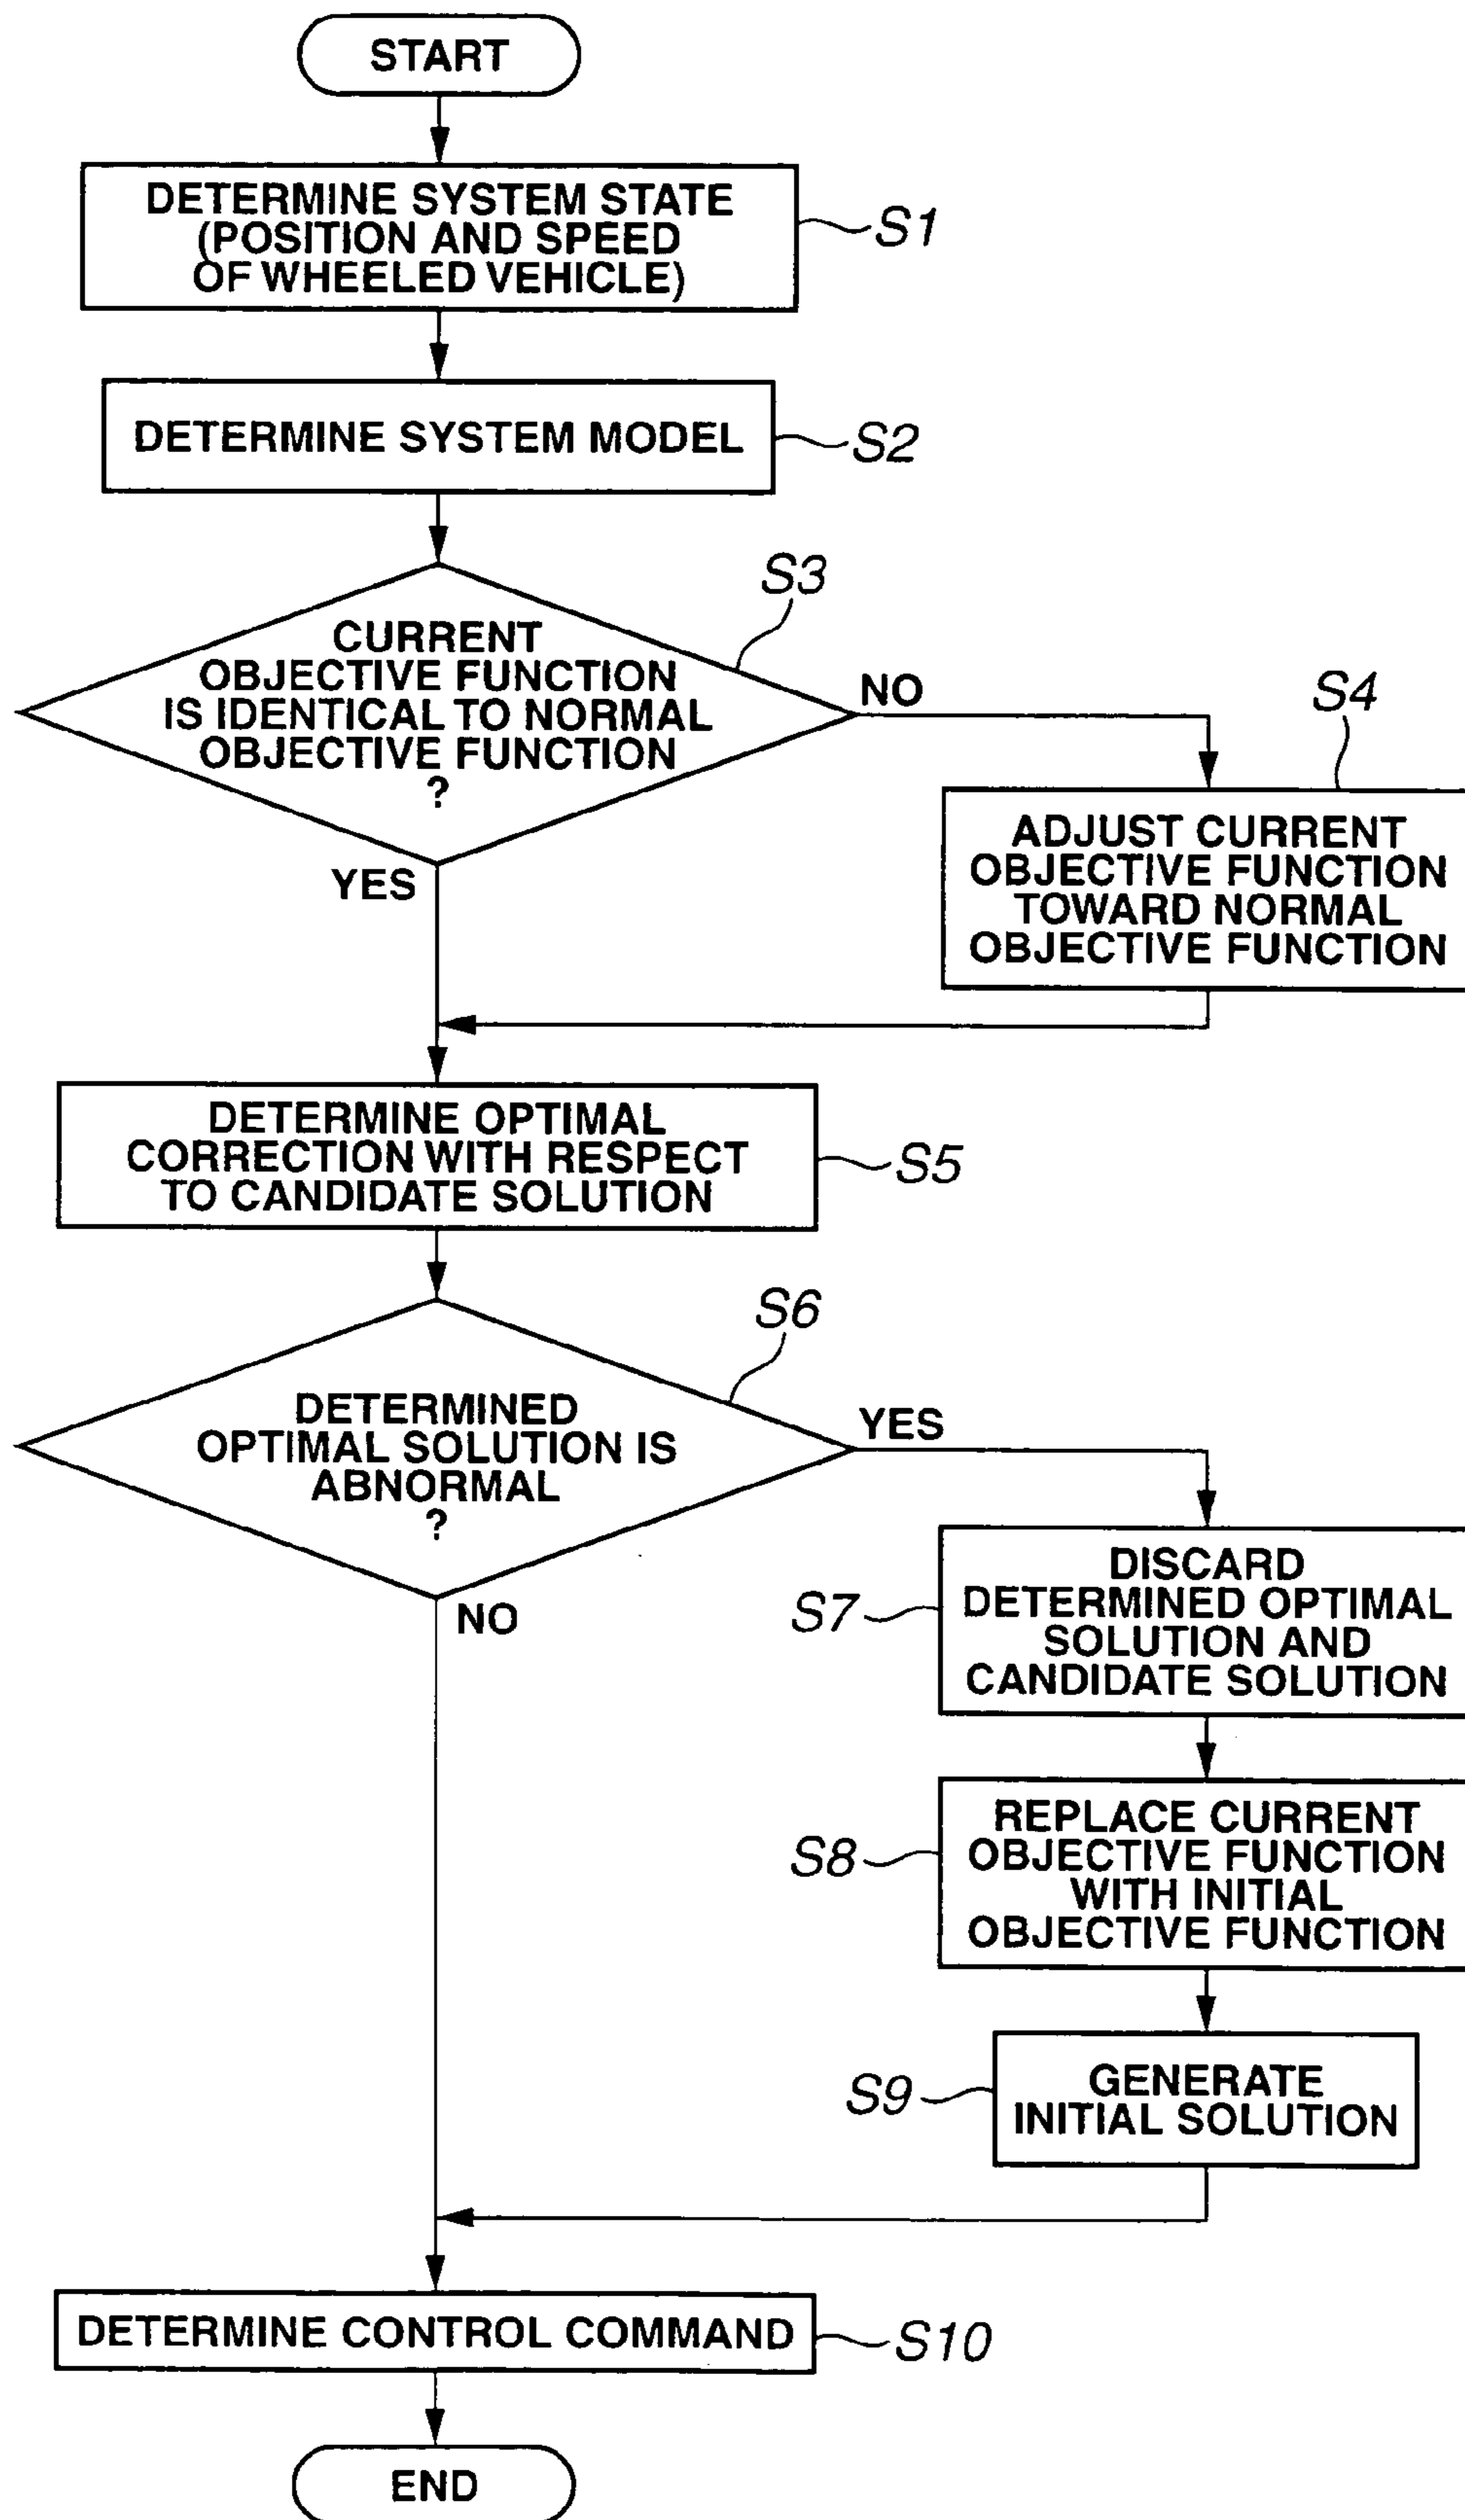 START
DETERMINE SYSTEM STATE
(POSITION AND SPEED
OF WHEELED VEHICLE)
S1
DETERMINE SYSTEM MODEL
S2
S3
CURRENT
OBJECTIVE FUNCTION
IS IDENTICAL TO NORMAL
OBJECTIVE FUNCTION
?
NO
YES
S4
ADJUST CURRENT
OBJECTIVE FUNCTION
TOWARD NORMAL
OBJECTIVE FUNCTION
DETERMINE OPTIMAL
CORRECTION WITH RESPECT
TO CANDIDATE SOLUTION
S5
S6
DETERMINED
OPTIMAL SOLUTION IS
ABNORMAL
?
YES
NO
S7
DISCARD
DETERMINED OPTIMAL
SOLUTION AND
CANDIDATE SOLUTION
S8
REPLACE CURRENT
OBJECTIVE FUNCTION
WITH INITIAL
OBJECTIVE FUNCTION
S9
GENERATE
INITIAL SOLUTION
DETERMINE CONTROL COMMAND
S10
END